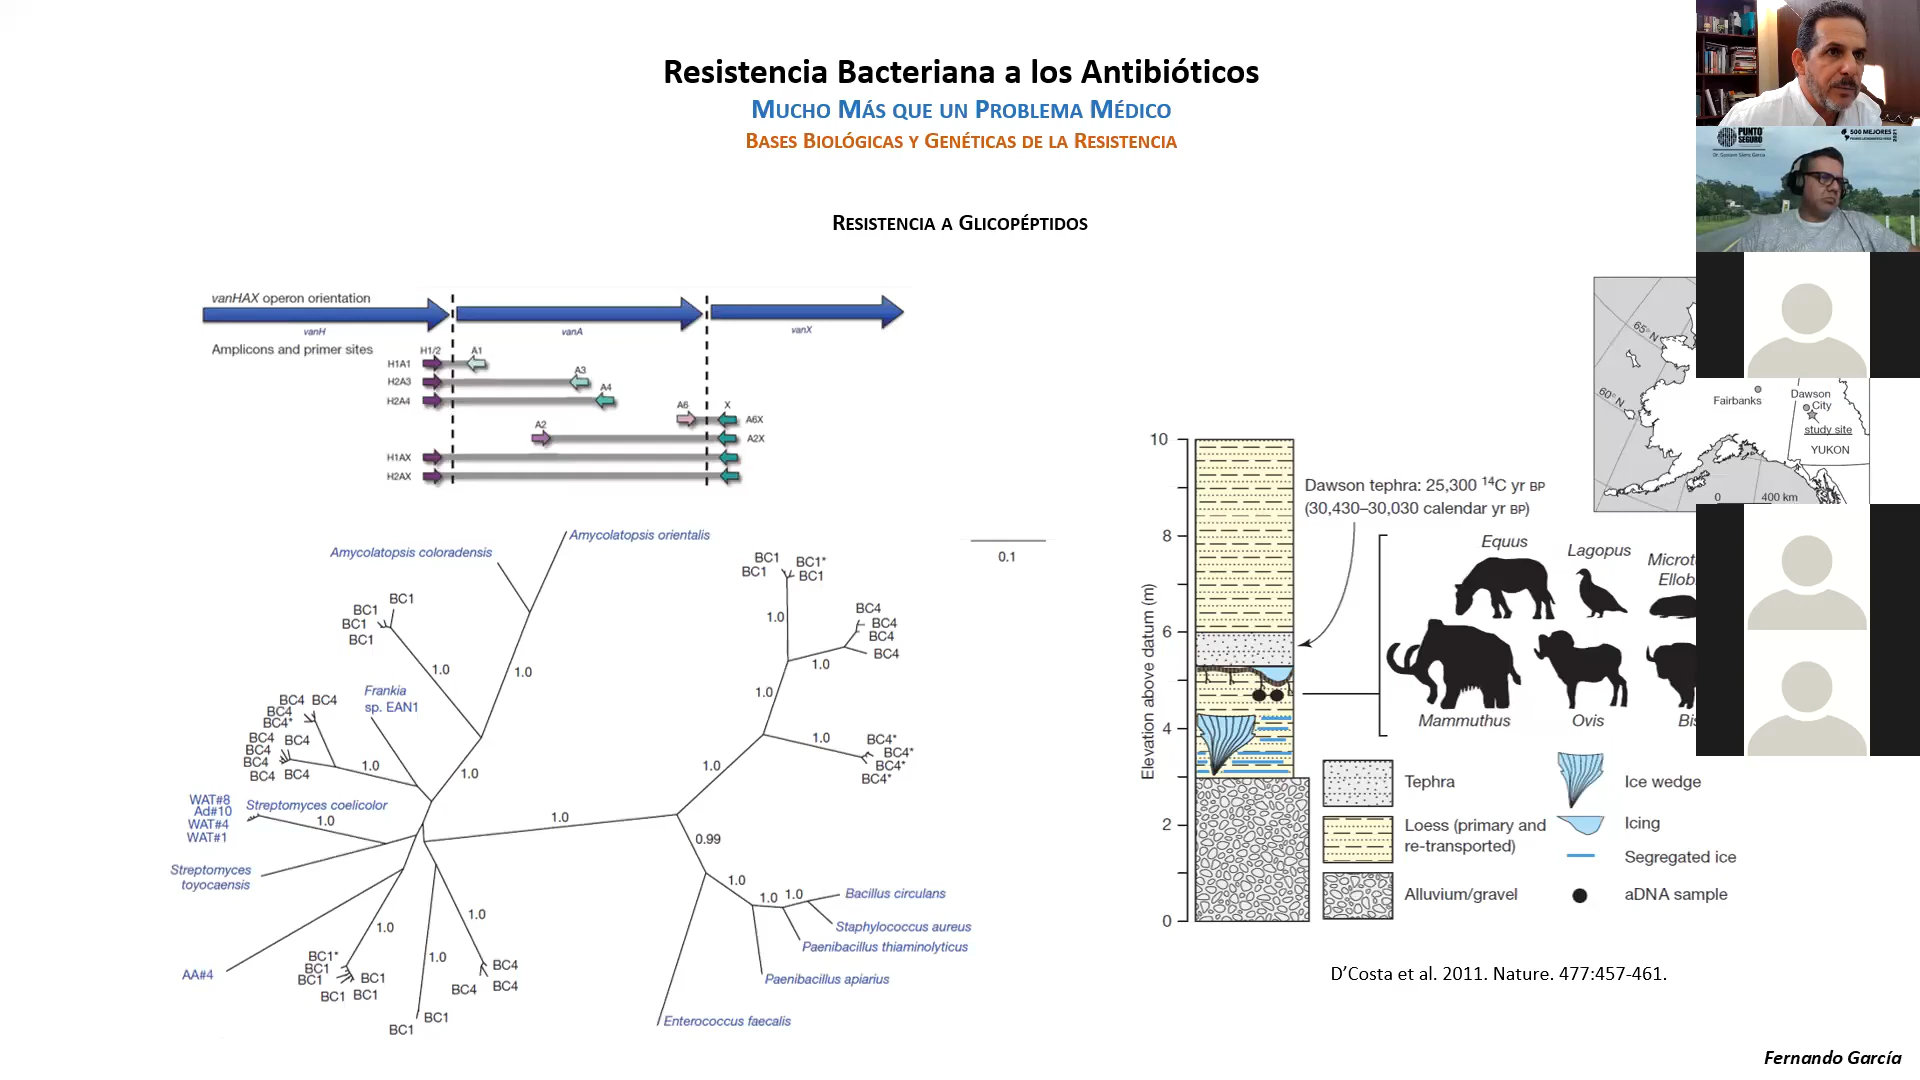 Resistencia Bacteriana a los Antibióticos
Mucho Más que un Problema Médico
Bases Biológicas y Genéticas de la Resistencia
Resistencia a Glicopéptidos
PUNTO SEGURO
Dr. Gustavo Sáenz García
500 MEJORES
2021
vanHAX operon orientation
vanH
vanA
vanX
Amplicons and primer sites
H1/2
A1
H1A1
A3
H2A3
A4
H2A4
A6
X
A6X
A2
A2X
H1AX
H2AX
Amycolatopsis orientalis
Amycolatopsis coloradensis
0.1
BC1
BC1*
BC1
BC1
BC1
BC1
BC1
BC1
1.0
BC4
BC4
BC4
BC4
1.0
1.0
1.0
1.0
Frankia
sp. EAN1
BC4
BC4
BC4
BC4*
BC4
BC4
BC4
BC4
BC4
BC4
1.0
1.0
1.0
1.0
BC4*
BC4*
BC4*
BC4*
WAT#8
Ad#10
WAT#4
WAT#1
Streptomyces coelicolor
1.0
1.0
0.99
Streptomyces
toyocaensis
1.0
1.0
1.0
Bacillus circulans
Staphylococcus aureus
Paenibacillus thiaminolyticus
Paenibacillus apiarius
Enterococcus faecalis
AA#4
1.0
1.0
1.0
BC1*
BC1
BC1
BC1
BC1
BC1
BC4
BC4
BC4
BC1
BC1
65° N
60° N
Fairbanks
Dawson
City
study site
YUKON
0
400 km
Elevation above datum (m)
10
8
6
4
2
0
Dawson tephra: 25,300 14C yr BP
(30,430–30,030 calendar yr BP)
Equus
Lagopus
Mammuthus
Ovis
Tephra
Loess (primary and
re-transported)
Alluvium/gravel
Ice wedge
Icing
Segregated ice
aDNA sample
D’Costa et al. 2011. Nature. 477:457-461.
Fernando García